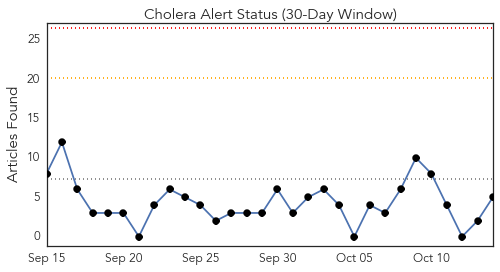 Cholera Alert Status (30-Day Window)
Articles Found
25
20
15
10
5
0
Sep 15 Sep 20 Sep 25 Sep 30 Oct 05 Oct 10